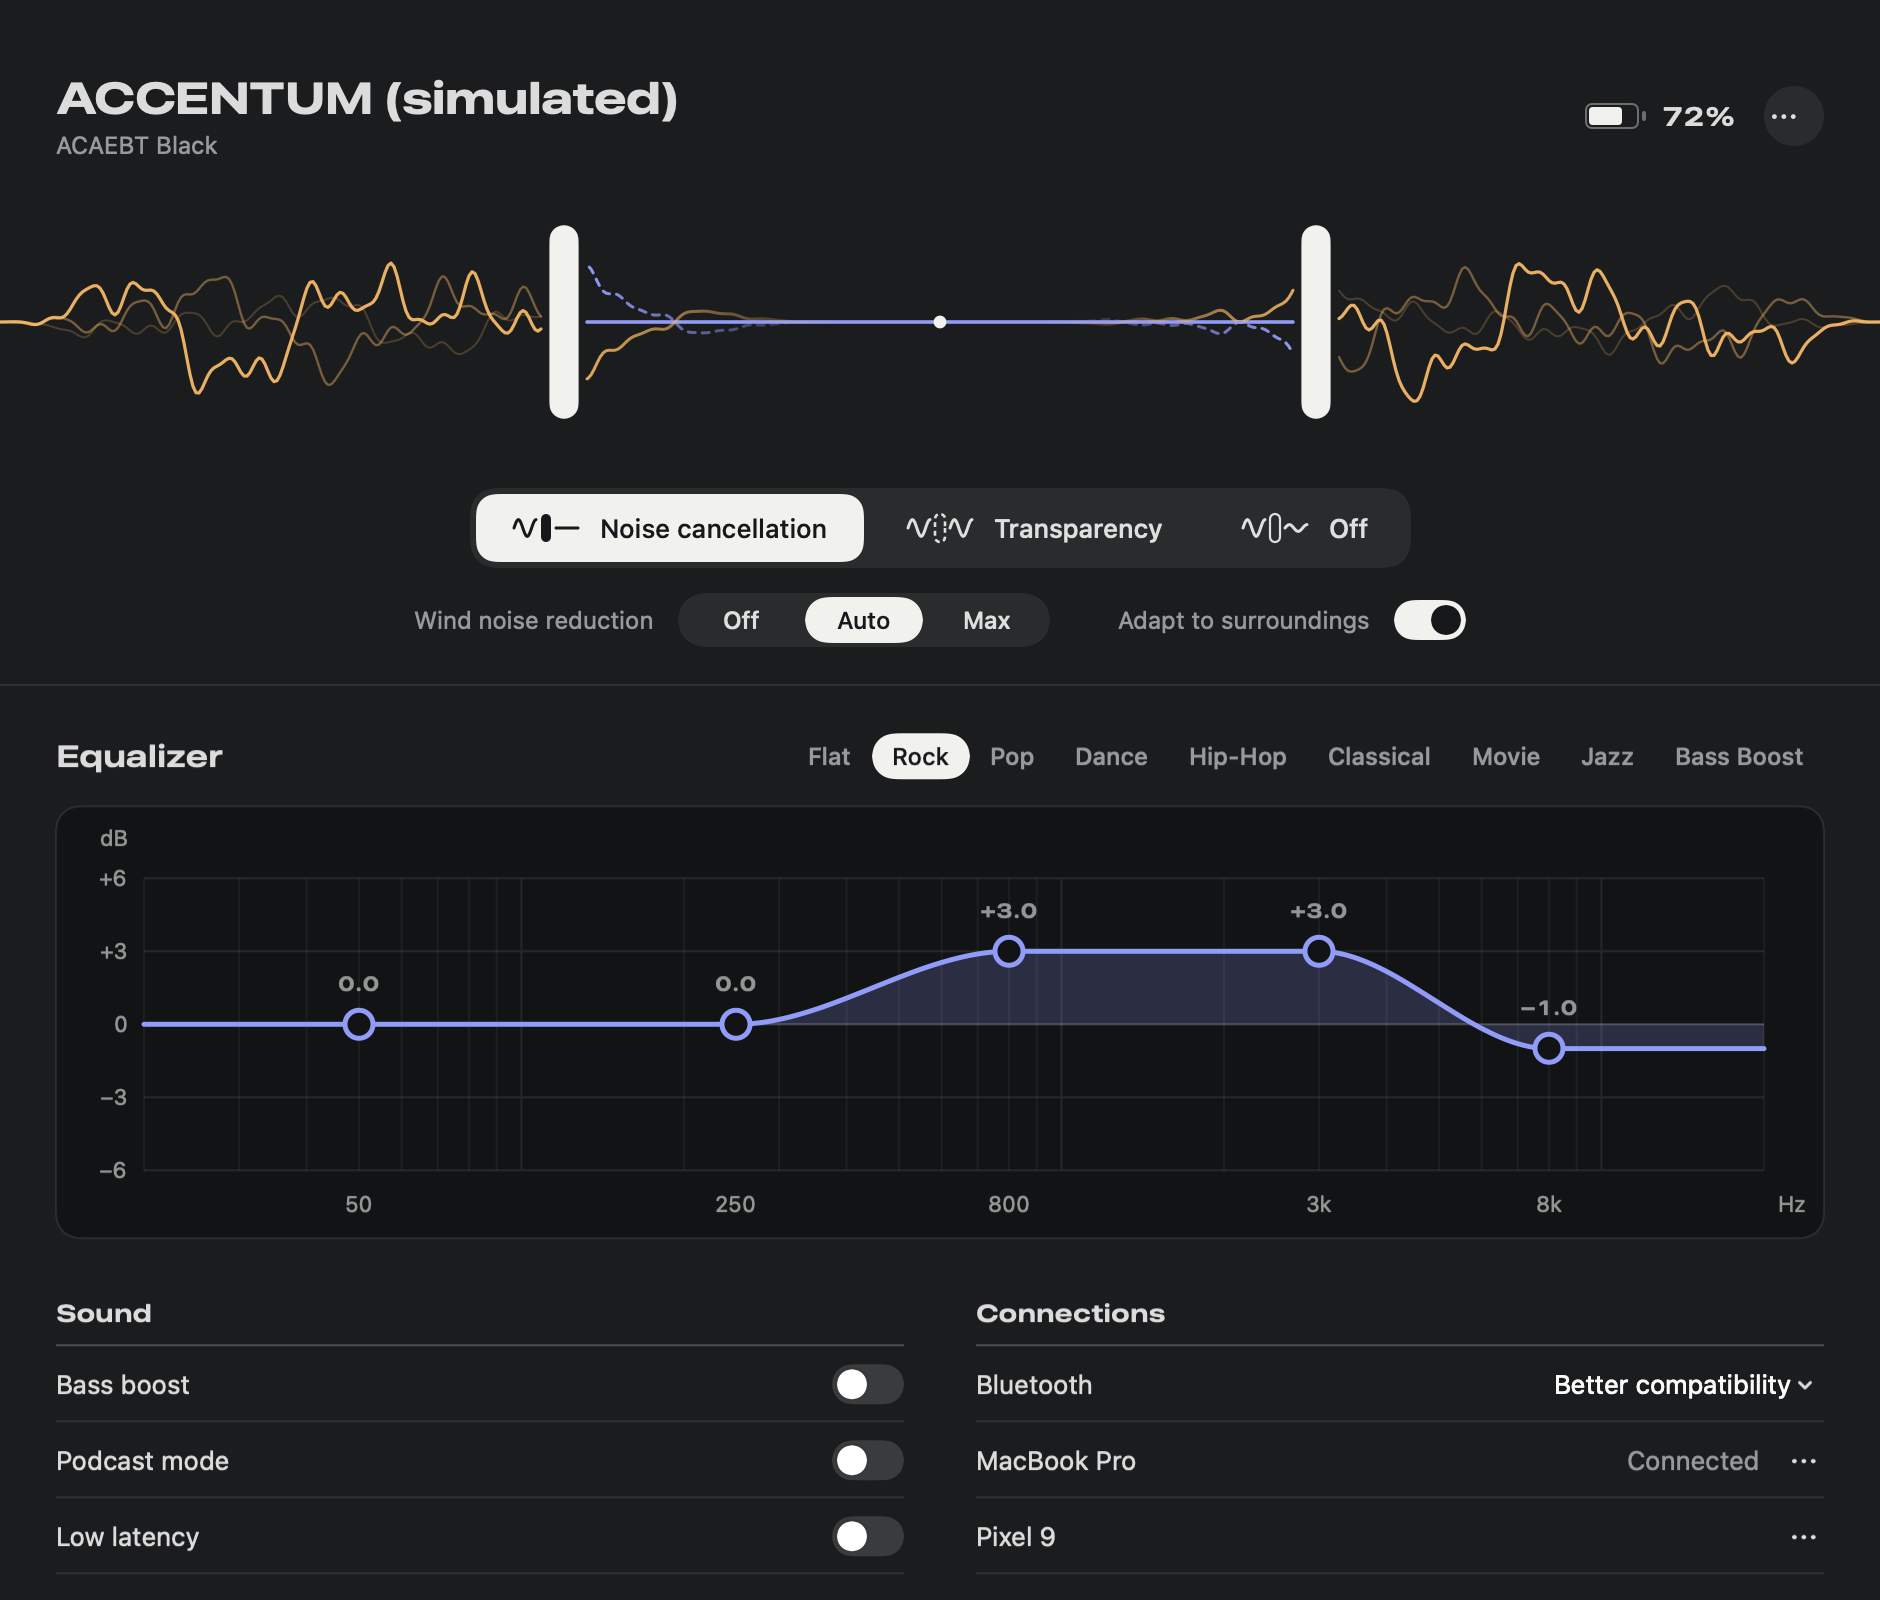 ACCENTUM (simulated)
ACAEBT Black
72%
Noise cancellation
Transparency
Off
Wind noise reduction
Off
Auto
Max
Adapt to surroundings
Equalizer
Flat
Rock
Pop
Dance
Hip-Hop
Classical
Movie
Jazz
Bass Boost
dB
+6
+3
0
−3
−6
0.0
0.0
+3.0
+3.0
−1.0
50
250
800
3k
8k
Hz
Sound
Bass boost
Podcast mode
Low latency
Connections
Bluetooth
Better compatibility
MacBook Pro
Connected
Pixel 9